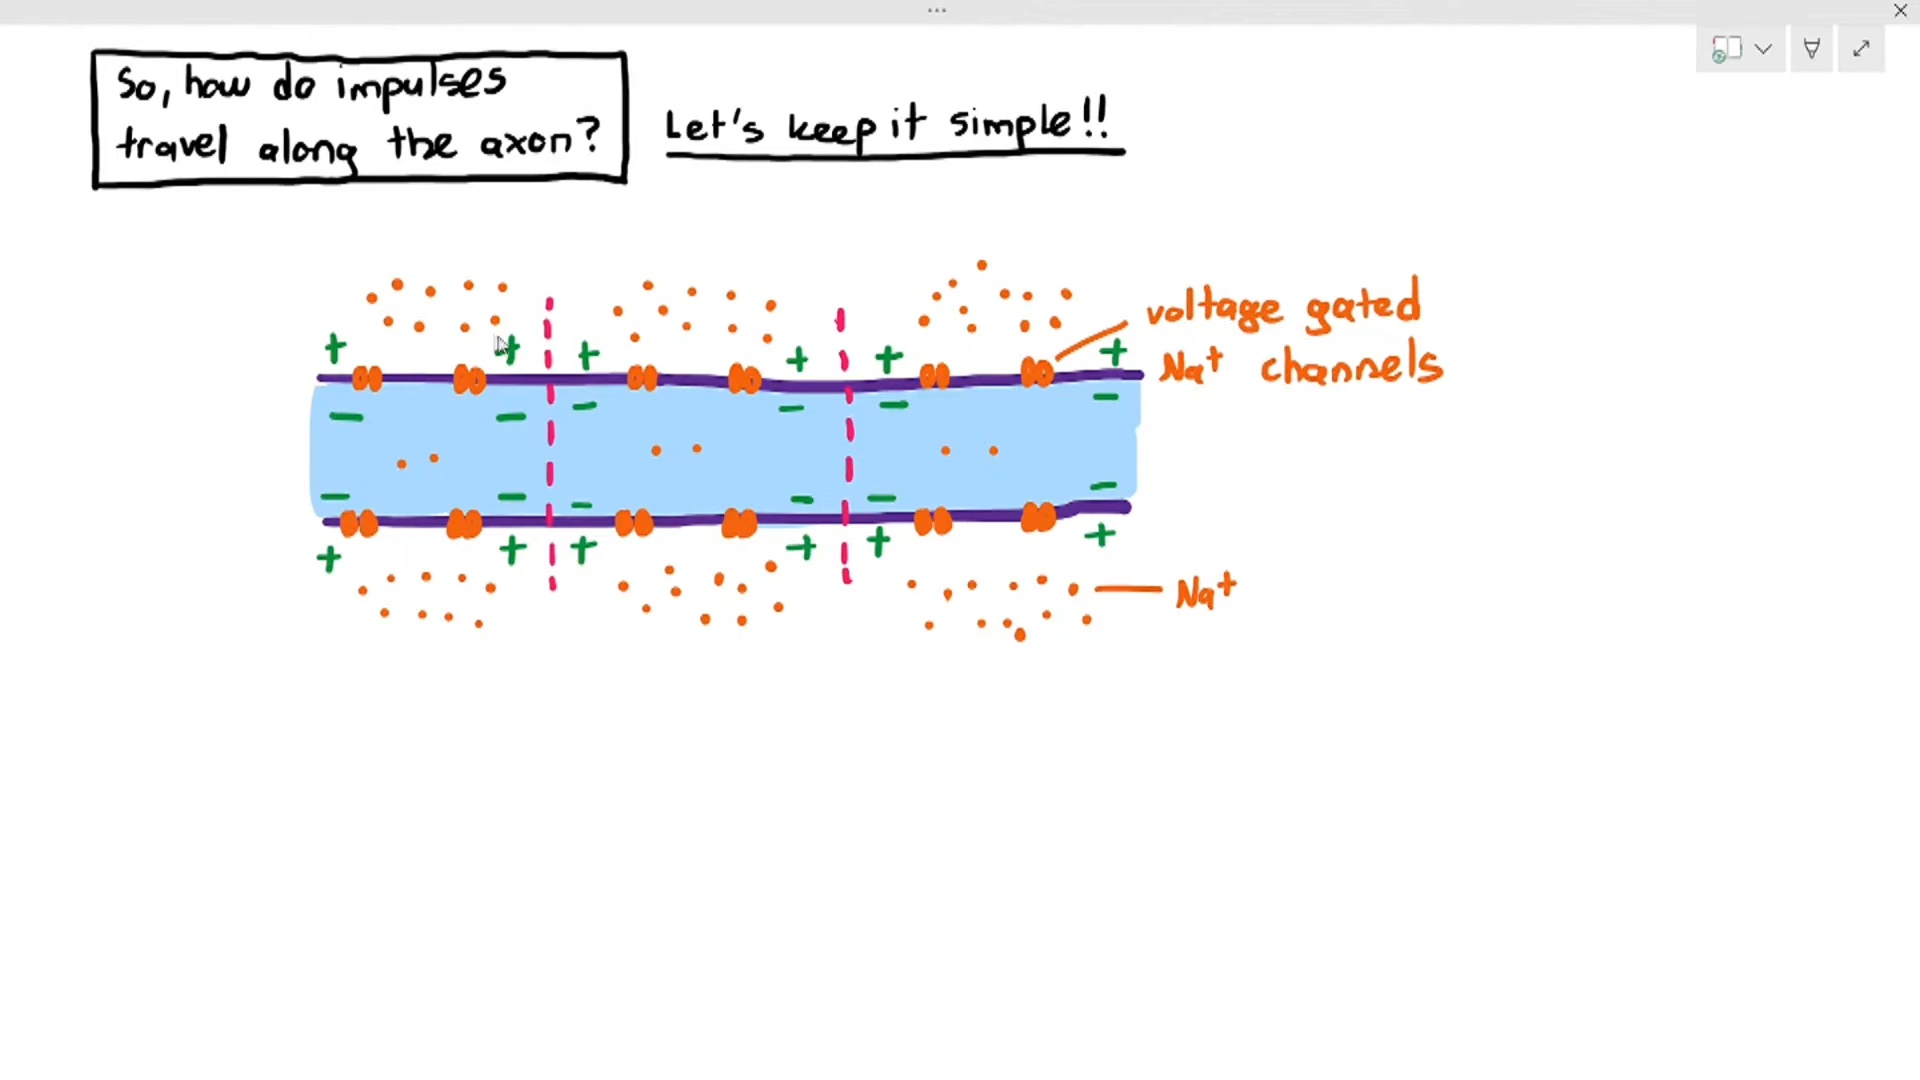 So, how do impulses
travel along the axon?
Let's keep it simple!!
voltage gated
Na⁺ channels
Na⁺